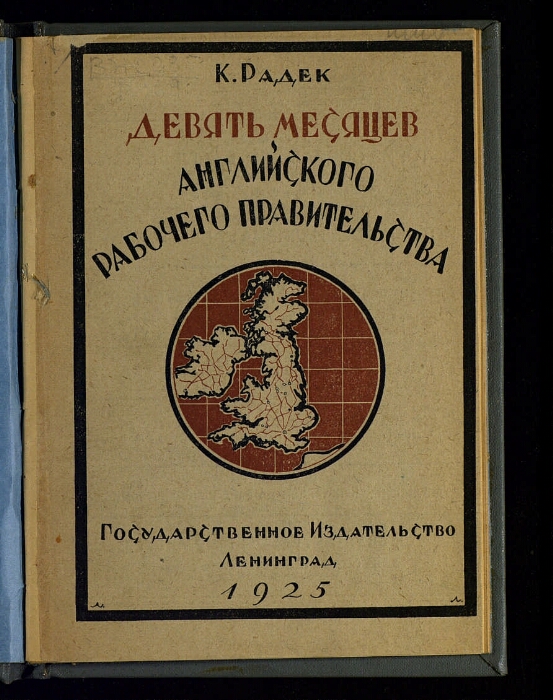 К. Радек
ДЕВЯТЬ МЕСЯЦЕВ
АНГЛИЙСКОГО
РАБОЧЕГО ПРАВИТЕЛЬСТВА
Государственное Издательство
Ленинград
1925